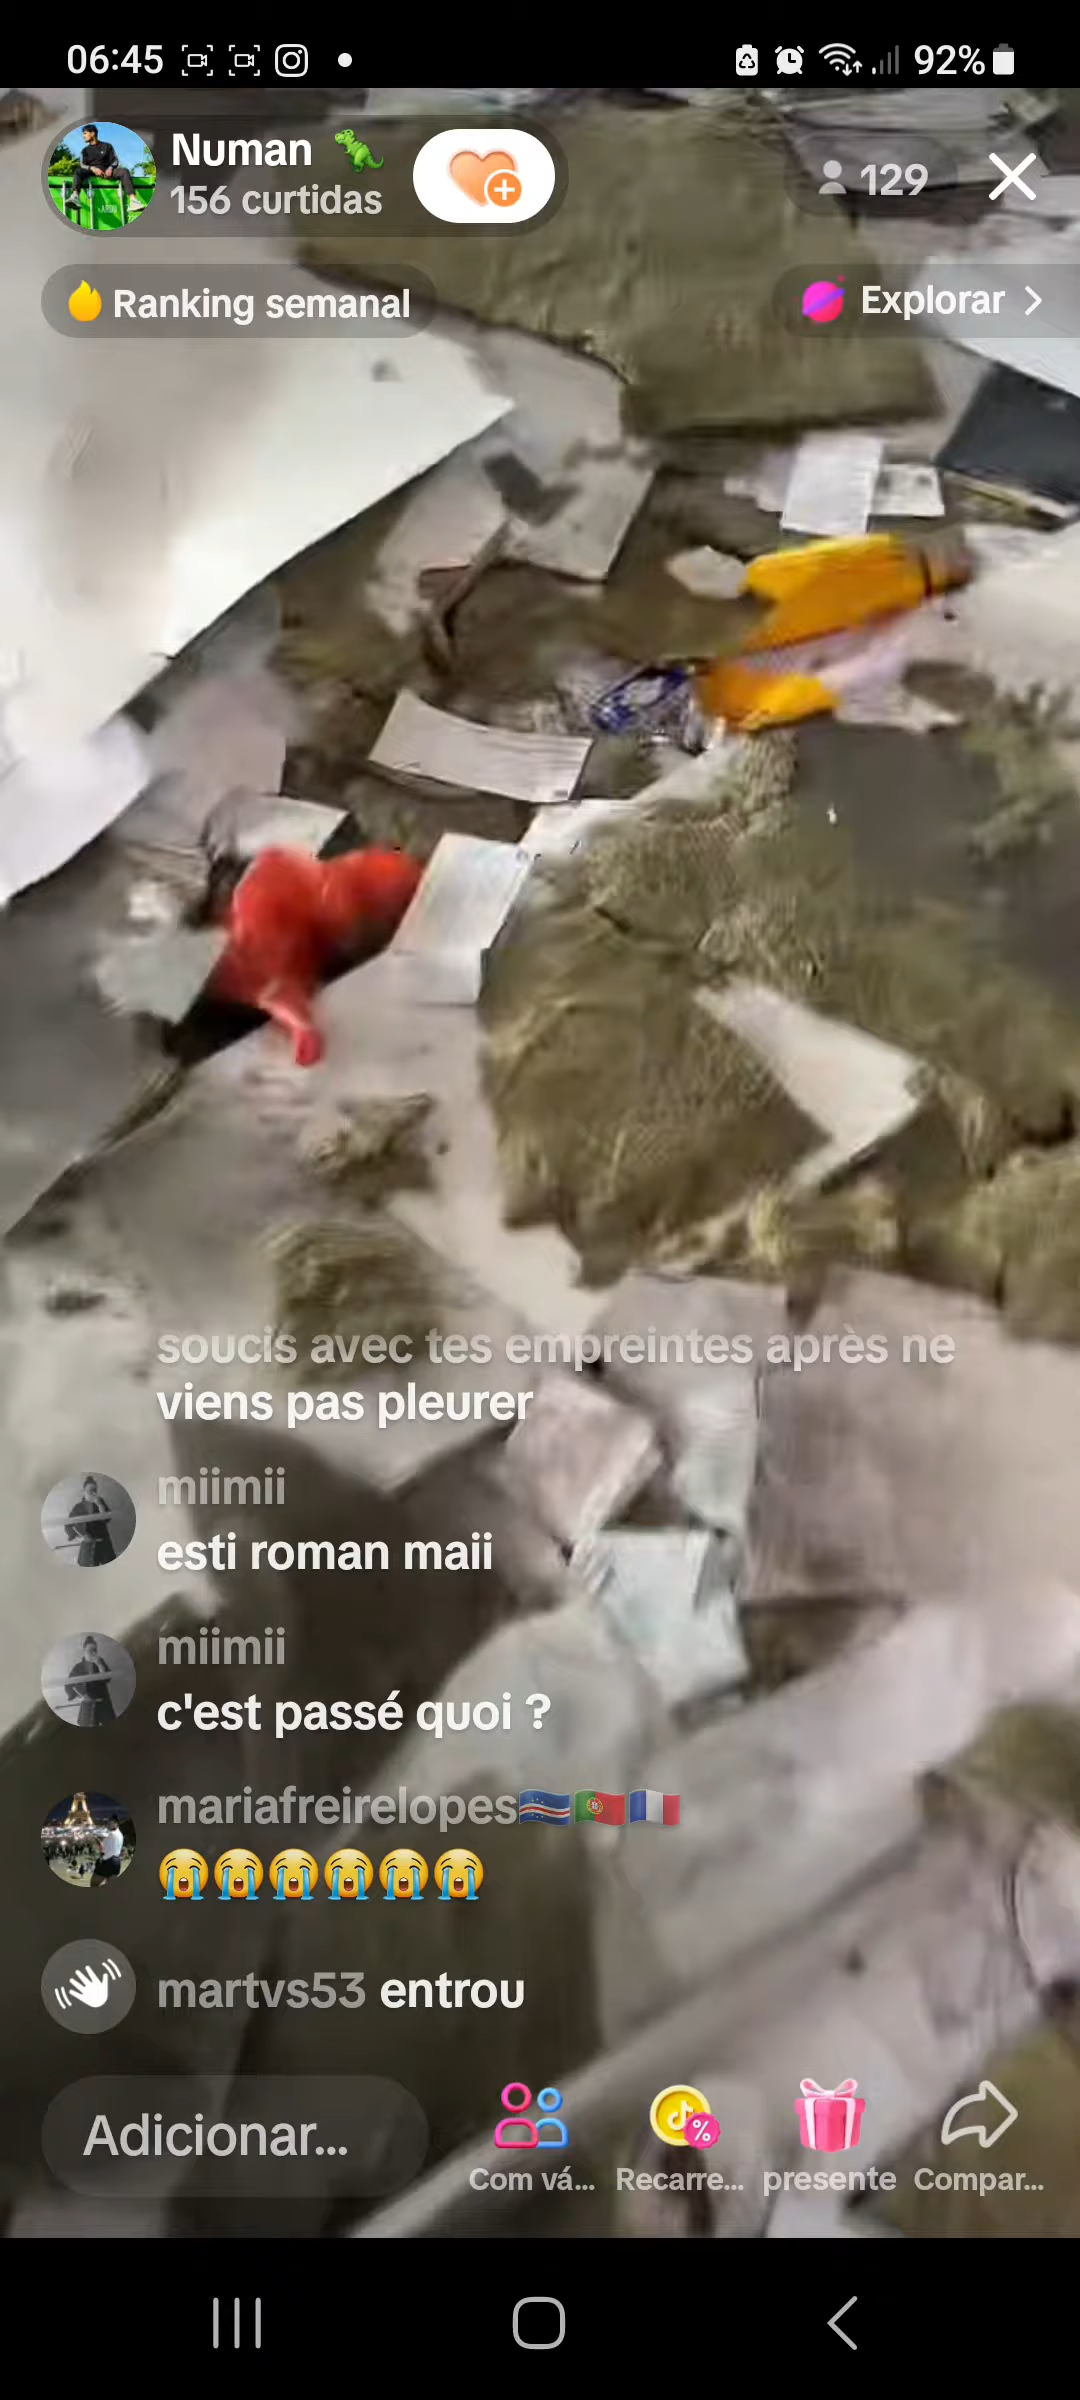 06:45
92%
Numan 🦖
156 curtidas
129
Ranking semanal
Explorar
soucis avec tes empreintes après ne
viens pas pleurer
miimii
esti roman maii
miimii
c'est passé quoi ?
mariafreirelopes🇨🇻🇵🇹🇫🇷
😭😭😭😭😭😭
martvs53 entrou
Adicionar...
Com vá...
Recarre...
presente
Compar...